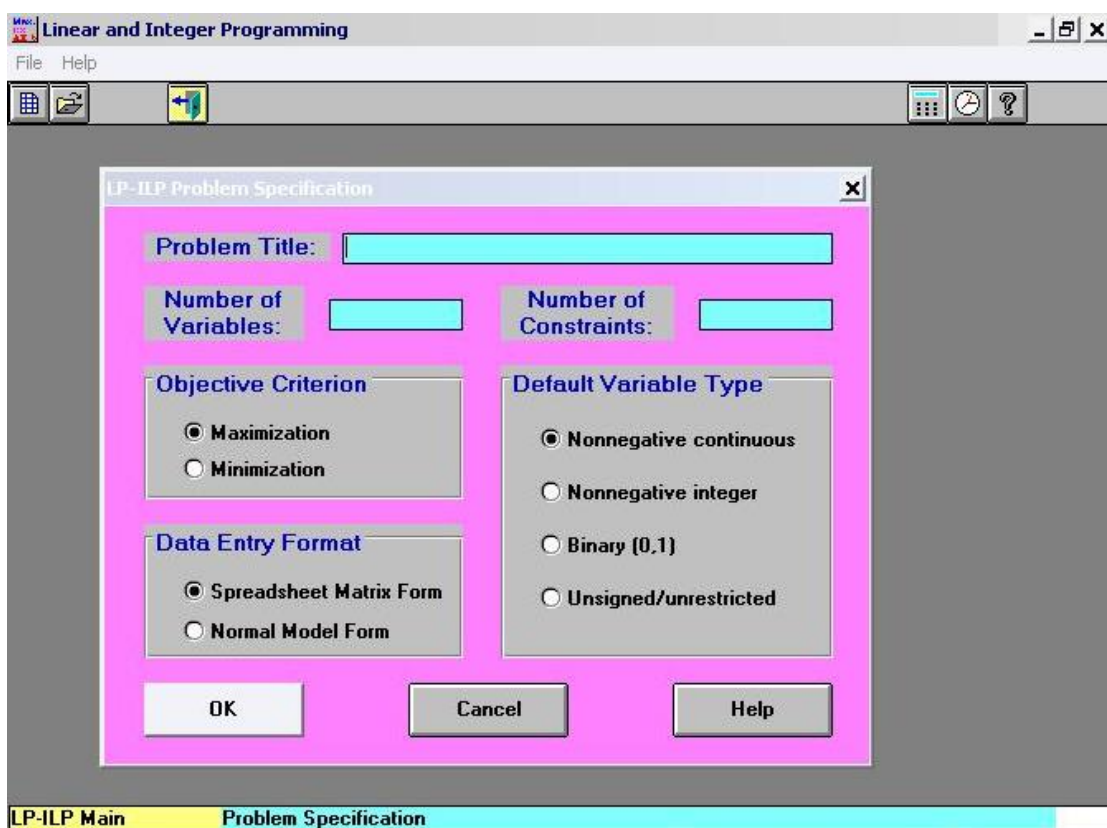 Linear and Integer Programming
File Help
LP-ILP Problem Specification
Problem Title:
Number of Variables:
Number of Constraints:
Objective Criterion
Maximization
Minimization
Data Entry Format
Spreadsheet Matrix Form
Normal Model Form
Default Variable Type
Nonnegative continuous
Nonnegative integer
Binary (0,1)
Unsigned/unrestricted
OK
Cancel
Help
LP-ILP Main
Problem Specification